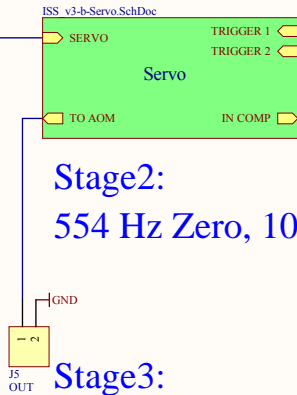 ISS_v3-b-Servo.SchDoc
SERVO
TRIGGER 1
TRIGGER 2
Servo
TO AOM
IN COMP
Stage2:
554 Hz Zero, 10
GND
1
2
J5
OUT
Stage3: